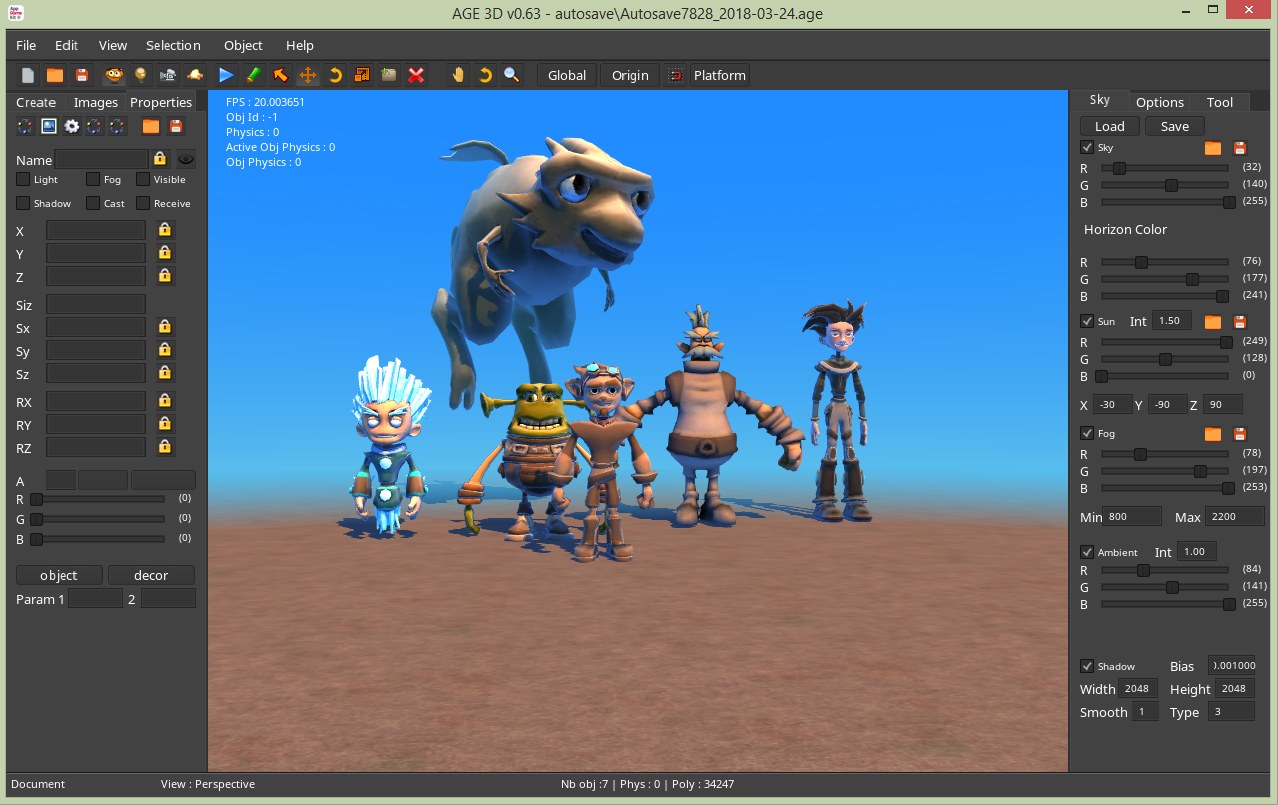 AGE 3D v0.63 - autosave\Autosave7828_2018-03-24.age
File Edit View Selection Object Help
Global Origin Platform
Create Images Properties
Name
Light Fog Visible
Shadow Cast Receive
X
Y
Z
Siz
Sx
Sy
Sz
RX
RY
RZ
A
R (0)
G (0)
B (0)
object decor
Param 1 2
FPS : 20.003651
Obj Id : -1
Physics : 0
Active Obj Physics : 0
Obj Physics : 0
Sky Options Tool
Load Save
Sky
R (32)
G (140)
B (255)
Horizon Color
R (76)
G (177)
B (241)
Sun Int 1.50
R (249)
G (128)
B (0)
X -30 Y -90 Z 90
Fog
R (78)
G (197)
B (253)
Min 800 Max 2200
Ambient Int 1.00
R (84)
G (141)
B (255)
Shadow Bias ).001000
Width 2048 Height 2048
Smooth 1 Type 3
Document View : Perspective Nb obj :7 | Phys : 0 | Poly : 34247